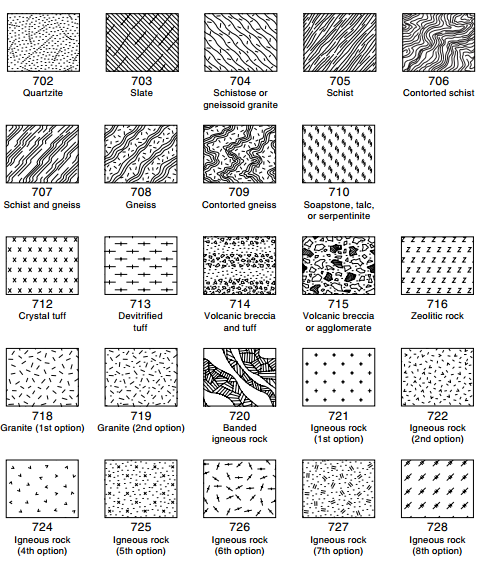 702
Quartzite
703
Slate
704
Schistose or
gneissoid granite
705
Schist
706
Contorted schist
707
Schist and gneiss
708
Gneiss
709
Contorted gneiss
710
Soapstone, talc,
or serpentinite
712
Crystal tuff
713
Devitrified
tuff
714
Volcanic breccia
and tuff
715
Volcanic breccia
or agglomerate
716
Zeolitic rock
718
Granite (1st option)
719
Granite (2nd option)
720
Banded
igneous rock
721
Igneous rock
(1st option)
722
Igneous rock
(2nd option)
724
Igneous rock
(4th option)
725
Igneous rock
(5th option)
726
Igneous rock
(6th option)
727
Igneous rock
(7th option)
728
Igneous rock
(8th option)